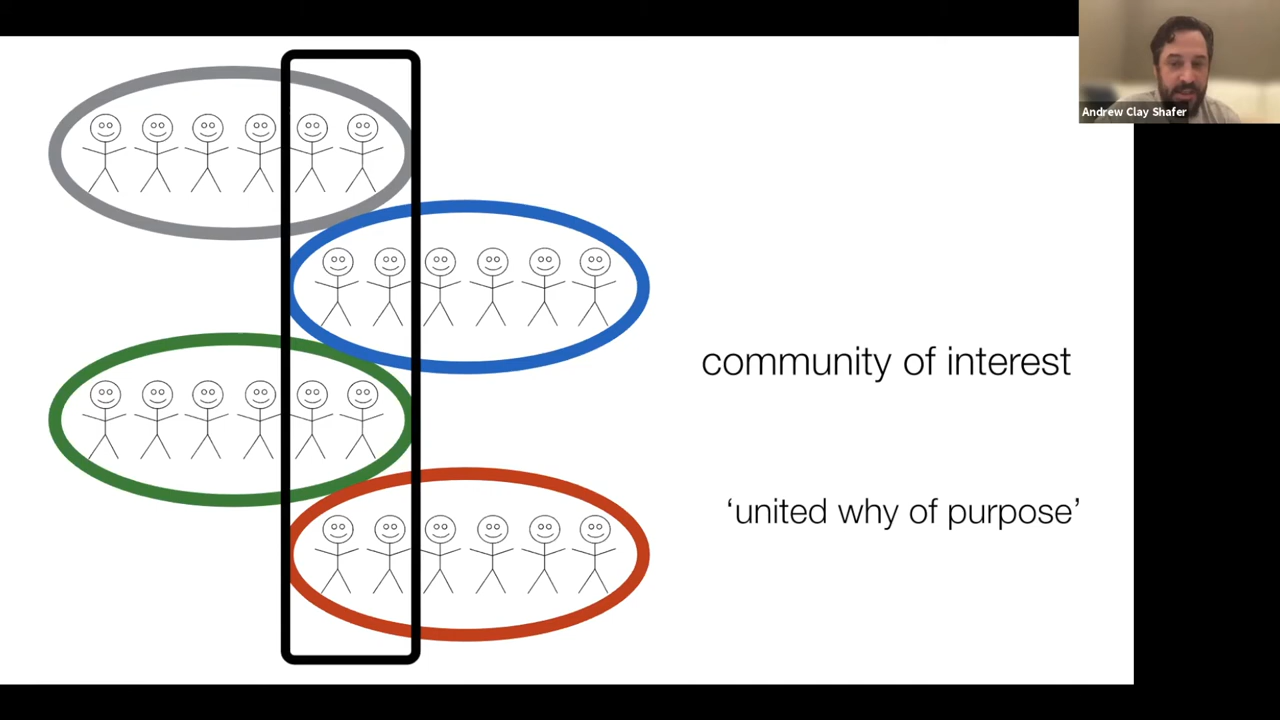 Andrew Clay Shafer
community of interest
‘united why of purpose’